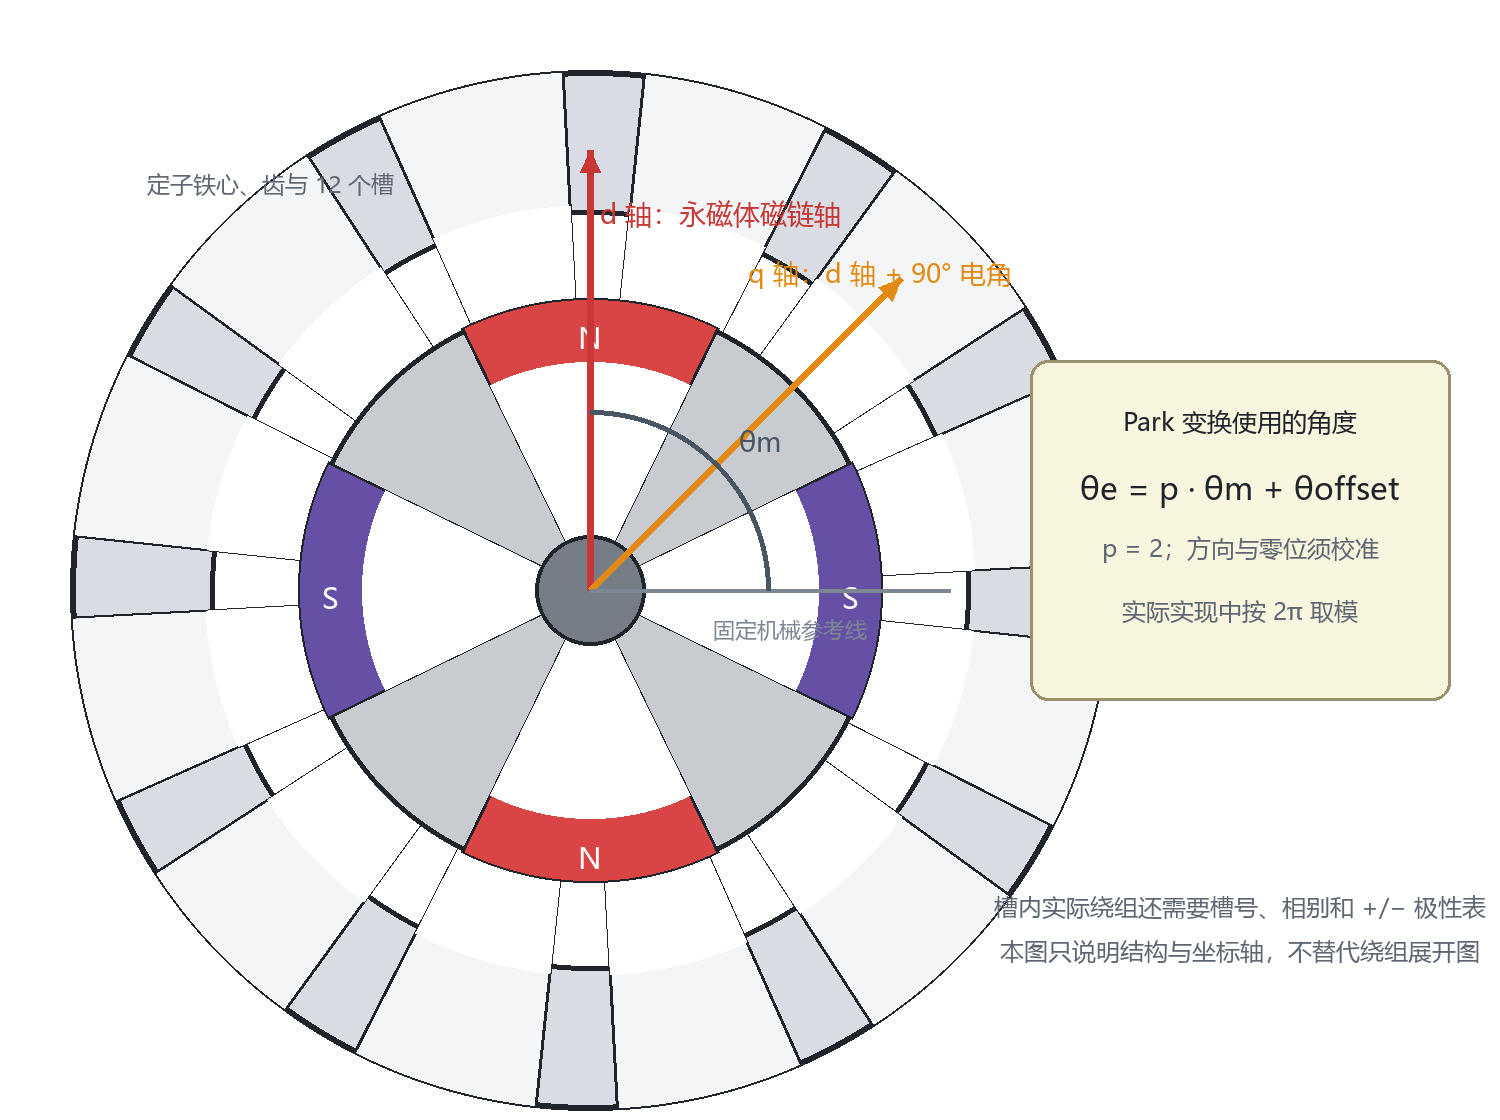 定子铁心、齿与 12 个槽
d 轴：永磁体磁链轴
q 轴：d 轴 + 90° 电角
N
θm
S
S
固定机械参考线
N
Park 变换使用的角度
θe = p · θm + θoffset
p = 2；方向与零位须校准
实际实现中按 2π 取模
槽内实际绕组还需要槽号、相别和 +/− 极性表
本图只说明结构与坐标轴，不替代绕组展开图